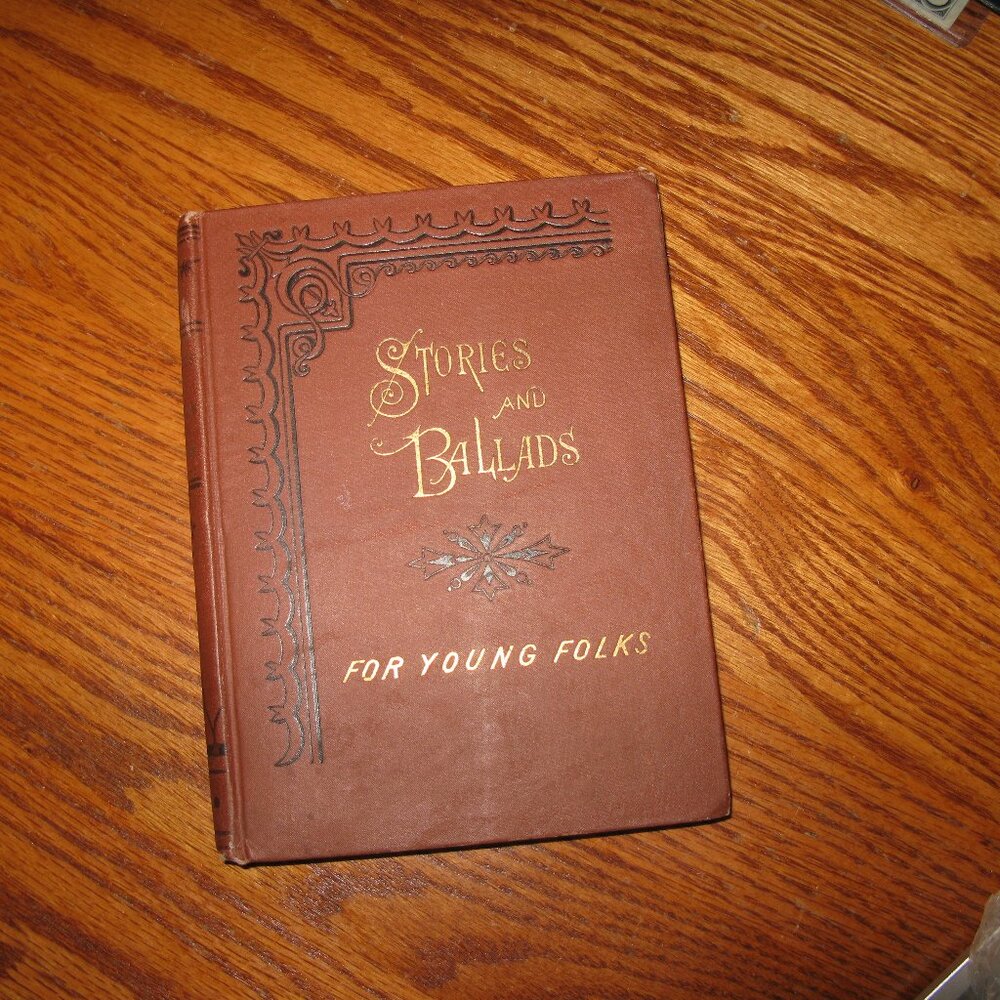 STORIES
AND
BALLADS
FOR YOUNG FOLKS